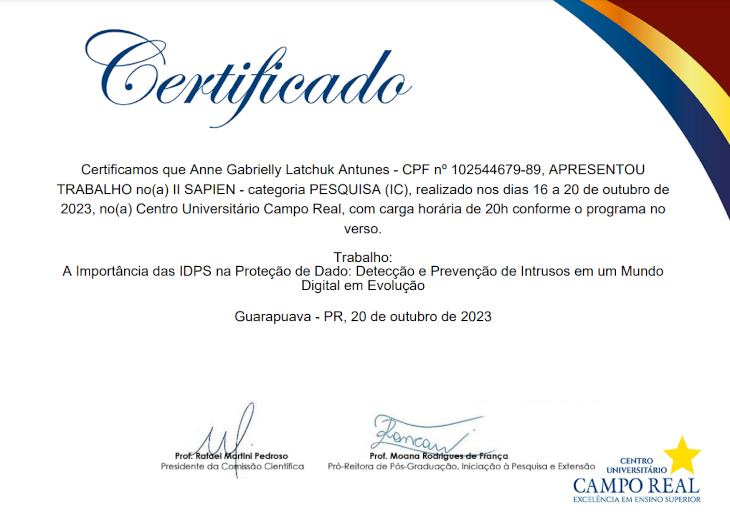 Certificado
Certificamos que Anne Gabrielly Latchuk Antunes - CPF nº 102544679-89, APRESENTOU
TRABALHO no(a) II SAPIEN - categoria PESQUISA (IC), realizado nos dias 16 a 20 de outubro de
2023, no(a) Centro Universitário Campo Real, com carga horária de 20h conforme o programa no
verso.
Trabalho:
A Importância das IDPS na Proteção de Dado: Detecção e Prevenção de Intrusos em um Mundo
Digital em Evolução
Guarapuava - PR, 20 de outubro de 2023
Prof. Rafael Martini Pedroso
Presidente da Comissão Científica
Prof. Moana Rodrigues de França
Pró-Reitora de Pós-Graduação, Iniciação à Pesquisa e Extensão
CENTRO
UNIVERSITÁRIO
CAMPO REAL
EXCELÊNCIA EM ENSINO SUPERIOR